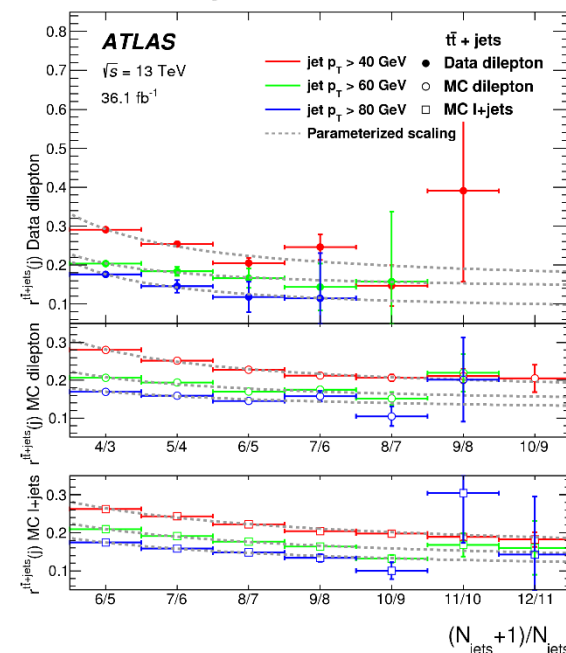 ATLAS
√s = 13 TeV
36.1 fb⁻¹
tt̄ + jets
jet p_T > 40 GeV
jet p_T > 60 GeV
jet p_T > 80 GeV
Data dilepton
MC dilepton
MC l+jets
Parameterized scaling
r^{tt̄+jets}(j) Data dilepton
0.8
0.7
0.6
0.5
0.4
0.3
0.2
0.1
r^{tt̄+jets}(j) MC dilepton
0.3
0.2
0.1
4/3 5/4 6/5 7/6 8/7 9/8 10/9
r^{tt̄+jets}(j) MC l+jets
0.3
0.2
0.1
6/5 7/6 8/7 9/8 10/9 11/10 12/11
(N_jets+1)/N_jets